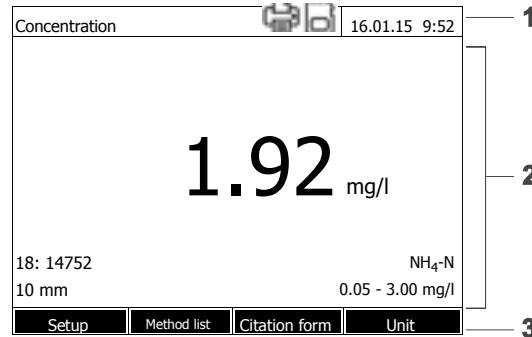 Concentration 16.01.15 9:52 1
1.92 mg/l 2
18: 14752 NH₄-N
10 mm 0.05 - 3.00 mg/l
Setup Method list Citation form Unit 3